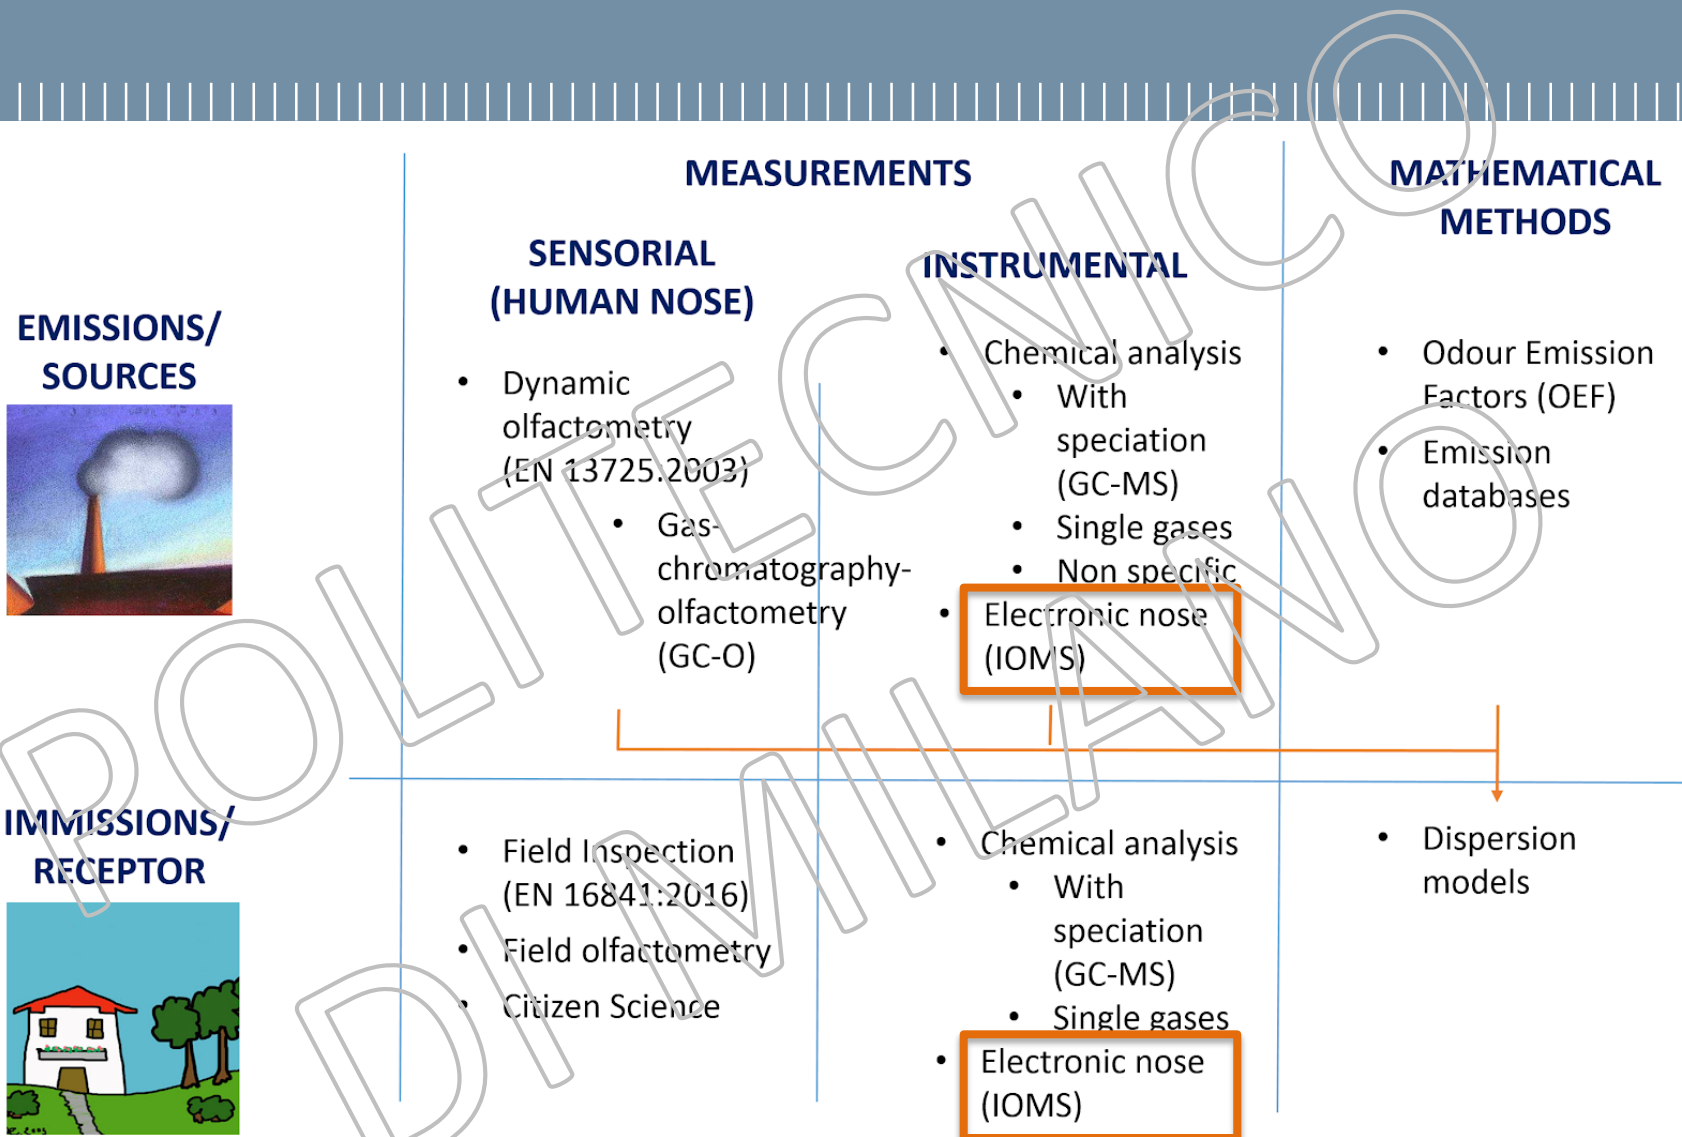 MEASUREMENTS
MATHEMATICAL
METHODS
SENSORIAL
(HUMAN NOSE)
INSTRUMENTAL
EMISSIONS/
SOURCES
• Dynamic
olfactometry
(EN 13725:2003)
• Gas-
chromatography-
olfactometry
(GC-O)
• Chemical analysis
• With
speciation
(GC-MS)
• Single gases
• Non specific
• Electronic nose
(IOMS)
• Odour Emission
Factors (OEF)
• Emission
databases
IMMISSIONS/
RECEPTOR
• Field Inspection
(EN 16841:2016)
• Field olfactometry
• Citizen Science
• Chemical analysis
• With
speciation
(GC-MS)
• Single gases
• Electronic nose
(IOMS)
• Dispersion
models
POLITECNICO
DI MILANO